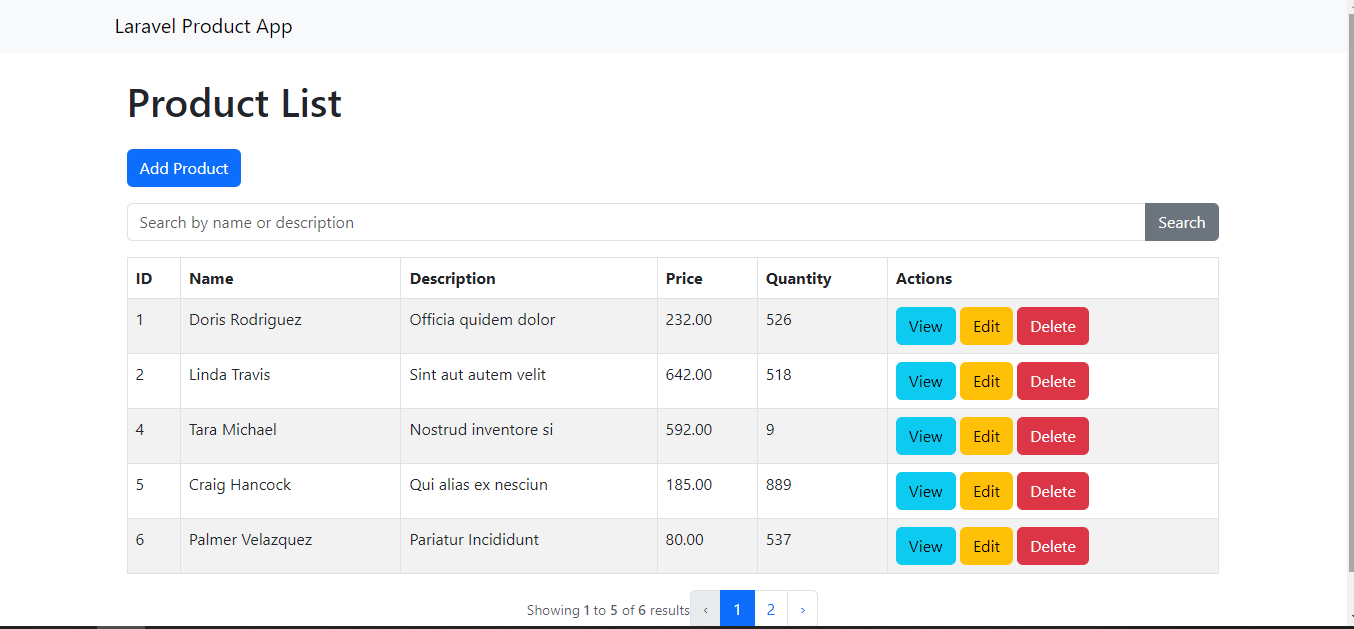 Laravel Product App
Product List
Add Product
Search by name or description Search
ID Name Description Price Quantity Actions
1 Doris Rodriguez Officia quidem dolor 232.00 526 View Edit Delete
2 Linda Travis Sint aut autem velit 642.00 518 View Edit Delete
4 Tara Michael Nostrud inventore si 592.00 9 View Edit Delete
5 Craig Hancock Qui alias ex nesciun 185.00 889 View Edit Delete
6 Palmer Velazquez Pariatur Incididunt 80.00 537 View Edit Delete
Showing 1 to 5 of 6 results ‹ 1 2 ›